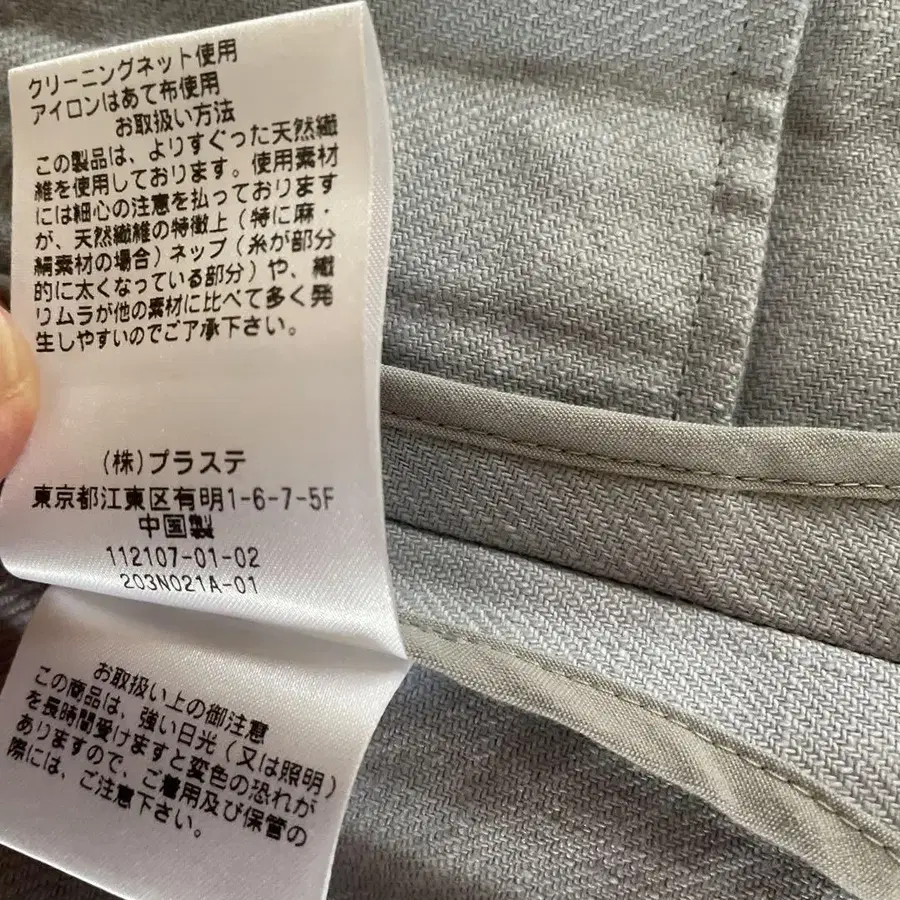 クリーニングネット使用
アイロンはあて布使用
お取扱い方法
この製品は、よりすぐった天然繊
維を使用しております。使用素材
には細心の注意を払っております
が、天然繊維の特徴上（特に麻・
絹素材の場合）ネップ（糸が部分
的に太くなっている部分）や、織
りムラが他の素材に比べて多く発
生しやすいのでご了承下さい。
（株）プラステ
東京都江東区有明1-6-7-5F
中国製
112107-01-02
203N021A-01
お取扱い上の御注意
この商品は、強い日光（又は照明）
を長時間受けますと変色の恐れが
ありますので、ご着用及び保管の
際には、ご注意下さい。